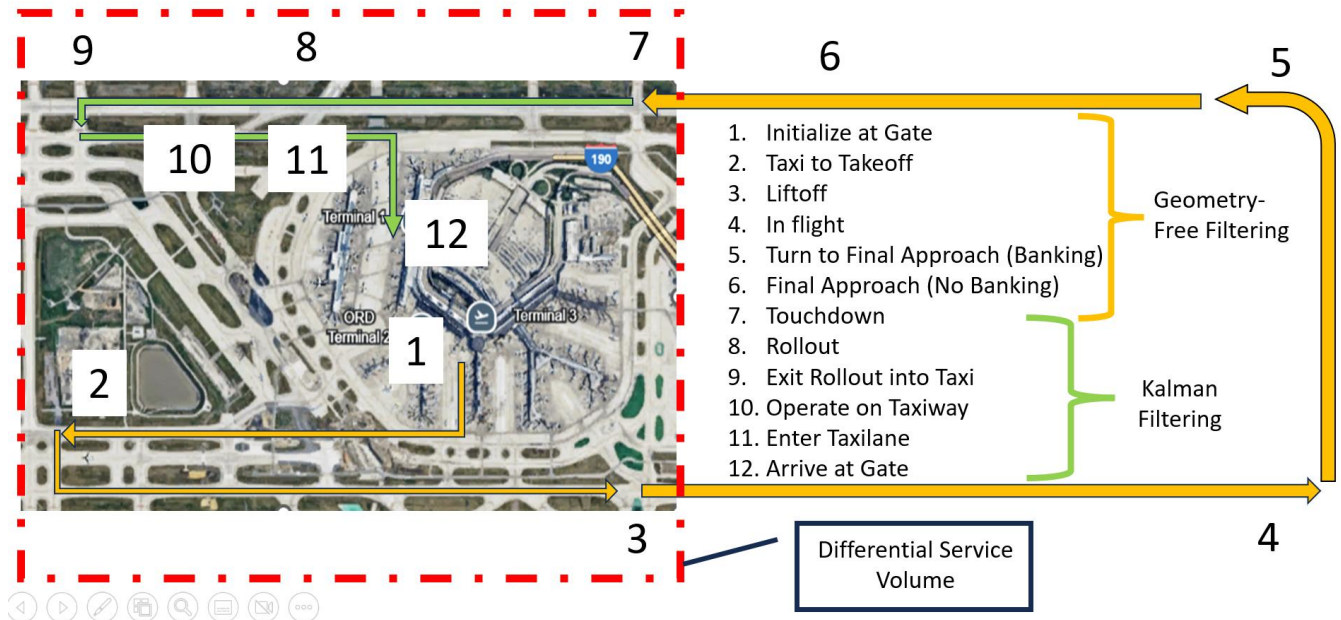 9
8
7
6
5
190
10
11
Terminal 1
12
ORD
Terminal 2
Terminal 3
1
2
3
4
1. Initialize at Gate
2. Taxi to Takeoff
3. Liftoff
4. In flight
5. Turn to Final Approach (Banking)
6. Final Approach (No Banking)
7. Touchdown
8. Rollout
9. Exit Rollout into Taxi
10. Operate on Taxiway
11. Enter Taxilane
12. Arrive at Gate
Geometry-
Free Filtering
Kalman
Filtering
Differential Service
Volume